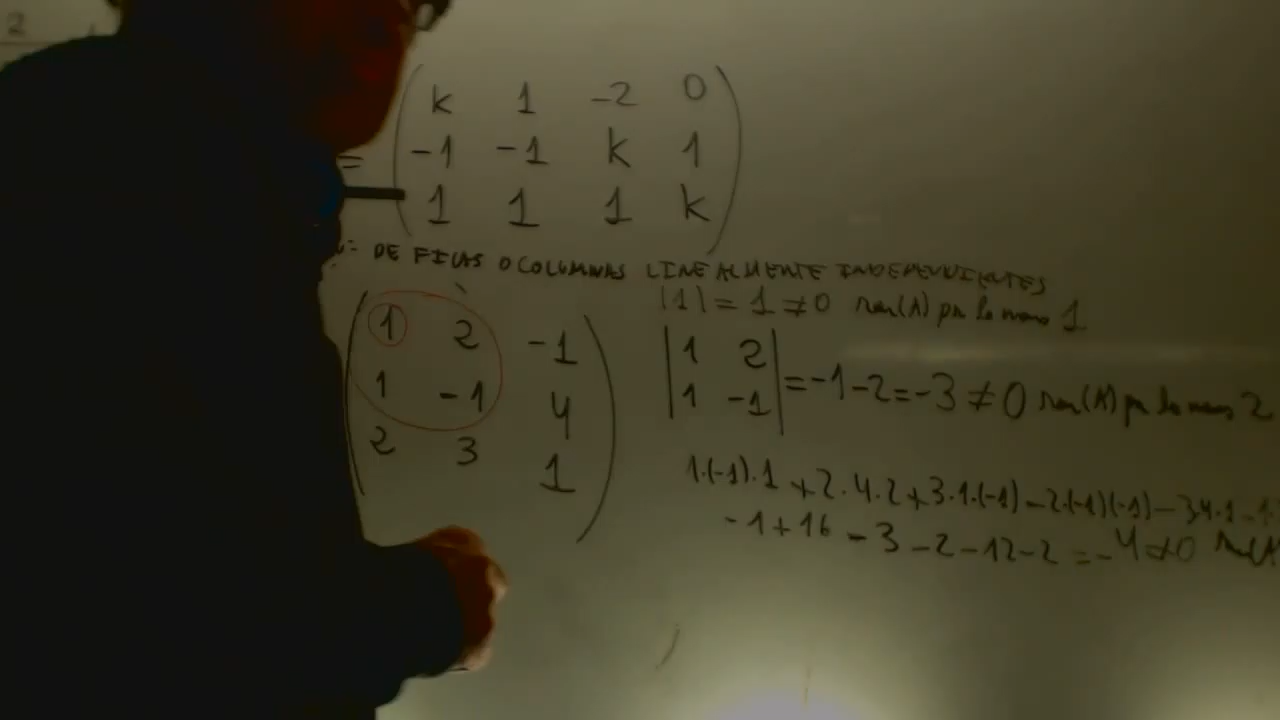 2
k 1 -2 0
= -1 -1 k 1
1 1 1 k
DE FILAS O COLUMNAS LINEALMENTE INDEPENDIENTES
|1| = 1 ≠ 0 ran(A) por lo menos 1
1 2 -1
1 -1 4
2 3 1
|1 2|
|1 -1| = -1-2 = -3 ≠ 0 ran(A) por lo menos 2
1·(-1)·1 + 2·4·2 + 3·1·(-1) - 2·(-1)(-1) - 3·4·1 - 1
-1 + 16 - 3 - 2 - 12 - 2 = -4 ≠ 0